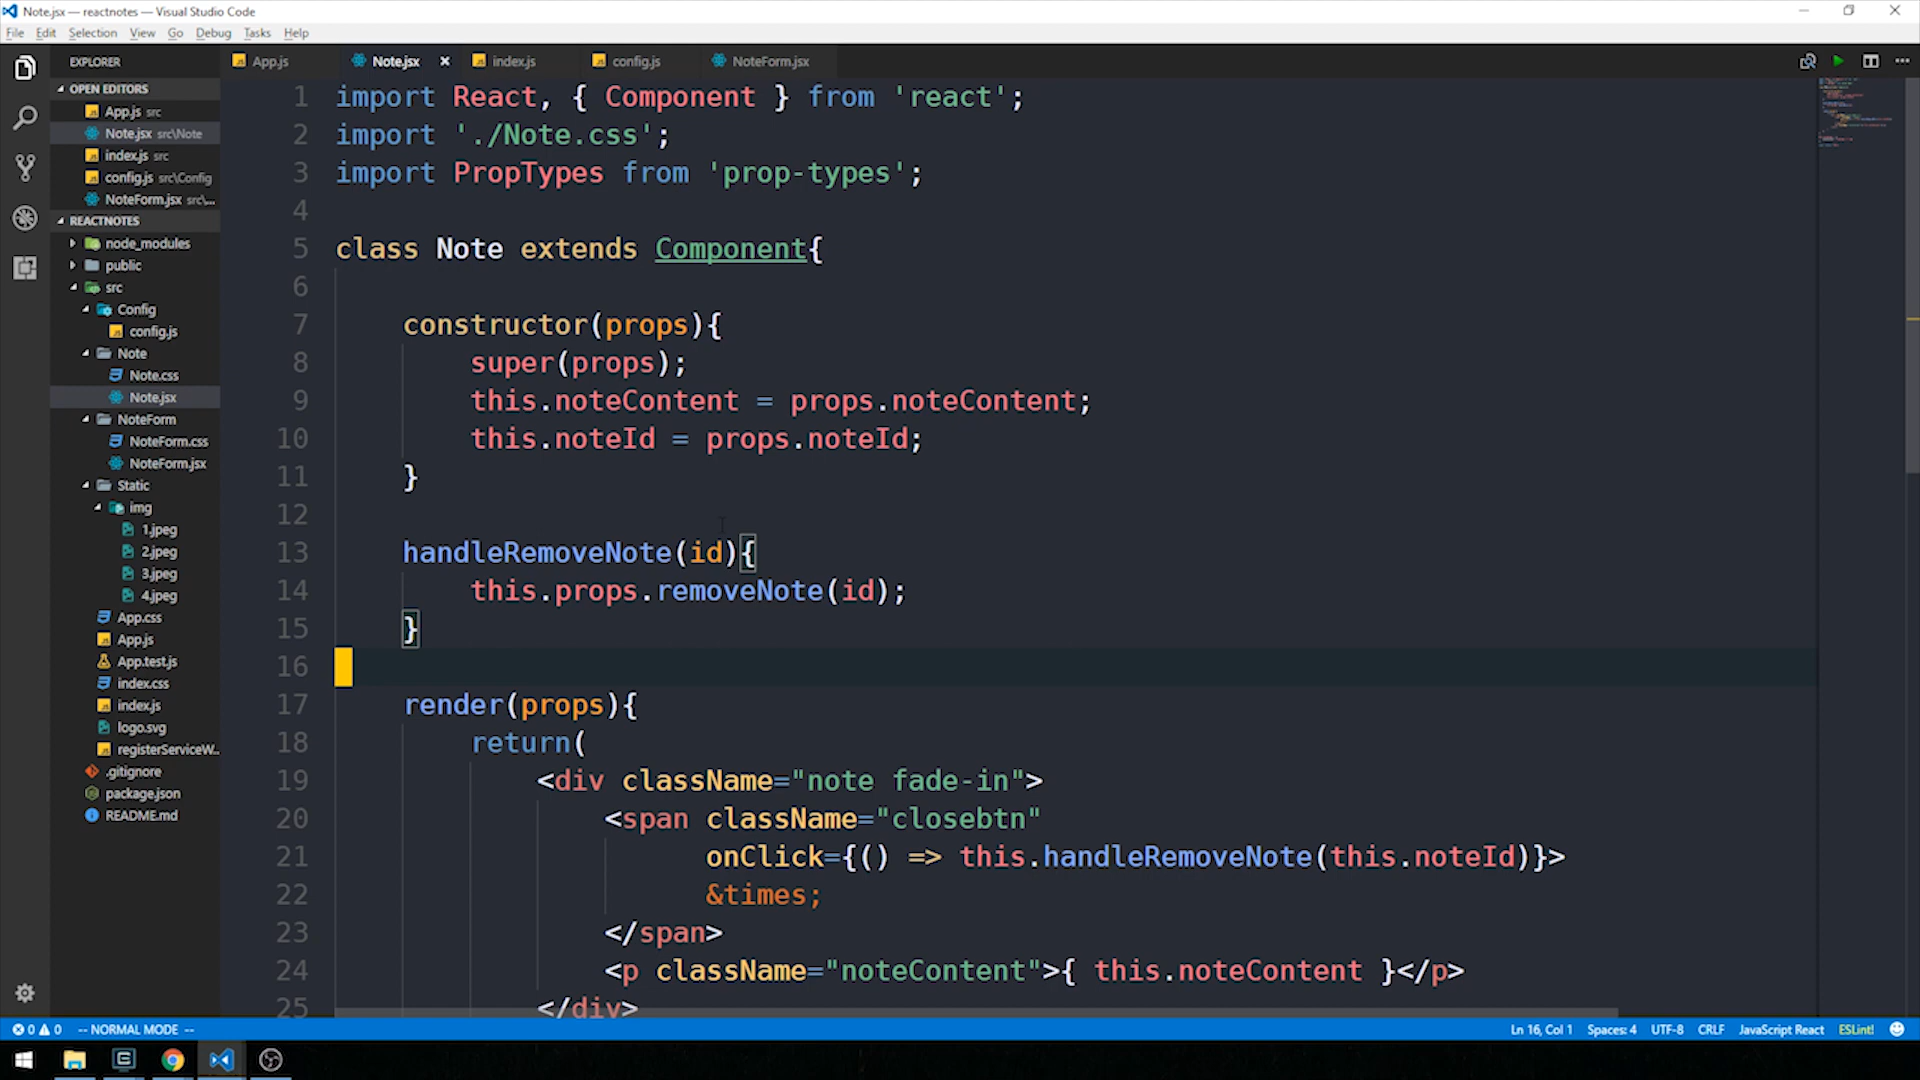 Note.jsx — reactnotes — Visual Studio Code
File Edit Selection View Go Debug Tasks Help
EXPLORER
OPEN EDITORS
App.js src
Note.jsx src\Note
index.js src
config.js src\Config
NoteForm.jsx src\...
REACTNOTES
node_modules
public
src
Config
config.js
Note
Note.css
Note.jsx
NoteForm
NoteForm.css
NoteForm.jsx
Static
img
1.jpeg
2.jpeg
3.jpeg
4.jpeg
App.css
App.js
App.test.js
index.css
index.js
logo.svg
registerServiceW...
.gitignore
package.json
README.md
App.js Note.jsx index.js config.js NoteForm.jsx
1 import React, { Component } from 'react';
2 import './Note.css';
3 import PropTypes from 'prop-types';
4
5 class Note extends Component{
6
7 constructor(props){
8 super(props);
9 this.noteContent = props.noteContent;
10 this.noteId = props.noteId;
11 }
12
13 handleRemoveNote(id){
14 this.props.removeNote(id);
15 }
16
17 render(props){
18 return(
19 <div className="note fade-in">
20 <span className="closebtn"
21 onClick={() => this.handleRemoveNote(this.noteId)}>
22 &times;
23 </span>
24 <p className="noteContent">{ this.noteContent }</p>
25 </div>
0 0 -- NORMAL MODE -- Ln 16, Col 1 Spaces: 4 UTF-8 CRLF JavaScript React ESLint!